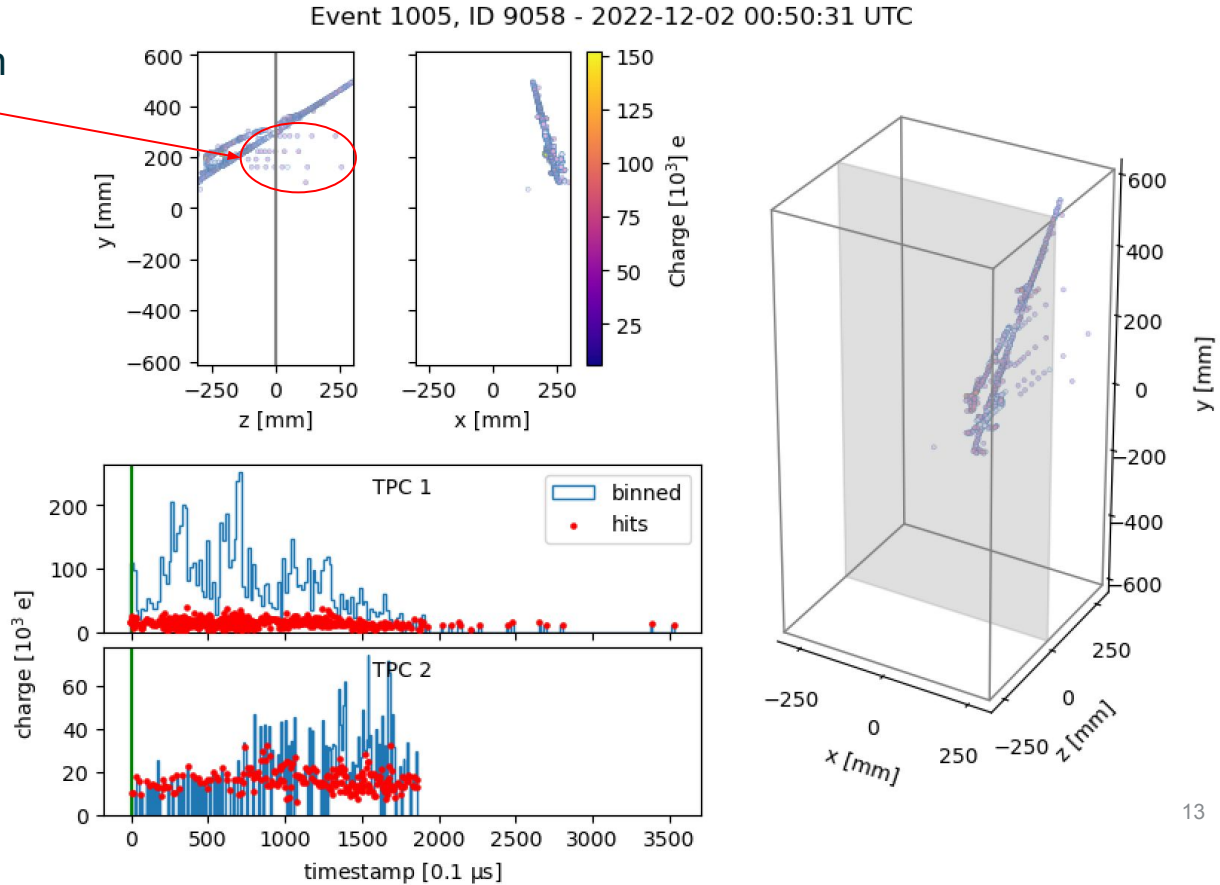 Event 1005, ID 9058 - 2022-12-02 00:50:31 UTC
600
400
200
0
−200
−400
−600
y [mm]
−250 0 250
z [mm]
−250 0 250
x [mm]
150
125
100
75
50
25
Charge [10³] e
600
400
200
0
−200
−400
−600
y [mm]
−250
0
250
x [mm]
−250
0
250
z [mm]
TPC 1
binned
hits
200
100
0
TPC 2
60
40
20
0
charge [10³ e]
0 500 1000 1500 2000 2500 3000 3500
timestamp [0.1 μs]
13